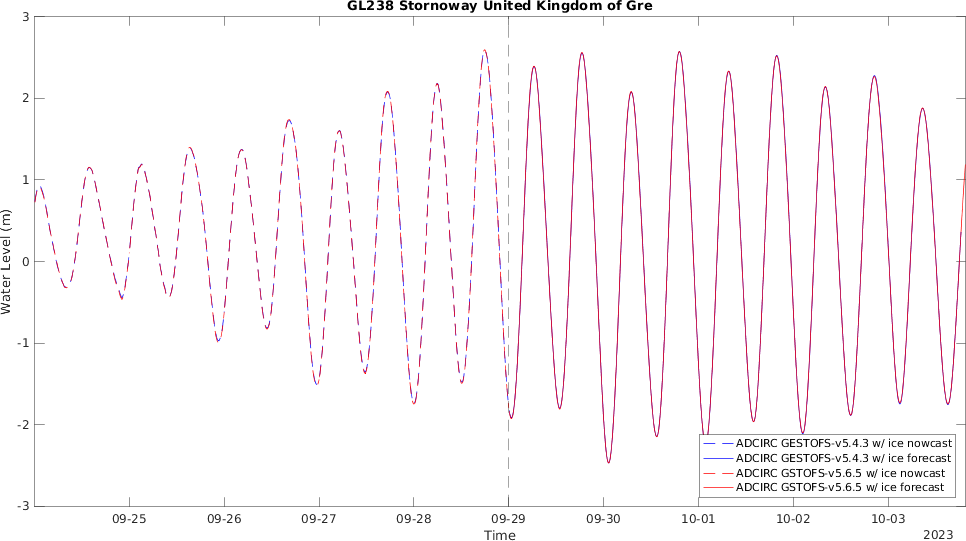 GL238 Stornoway United Kingdom of Gre
3
2
1
0
-1
-2
-3
Water Level (m)
ADCIRC GESTOFS-v5.4.3 w/ ice nowcast
ADCIRC GESTOFS-v5.4.3 w/ ice forecast
ADCIRC GSTOFS-v5.6.5 w/ ice nowcast
ADCIRC GSTOFS-v5.6.5 w/ ice forecast
09-25 09-26 09-27 09-28 09-29 09-30 10-01 10-02 10-03
Time
2023